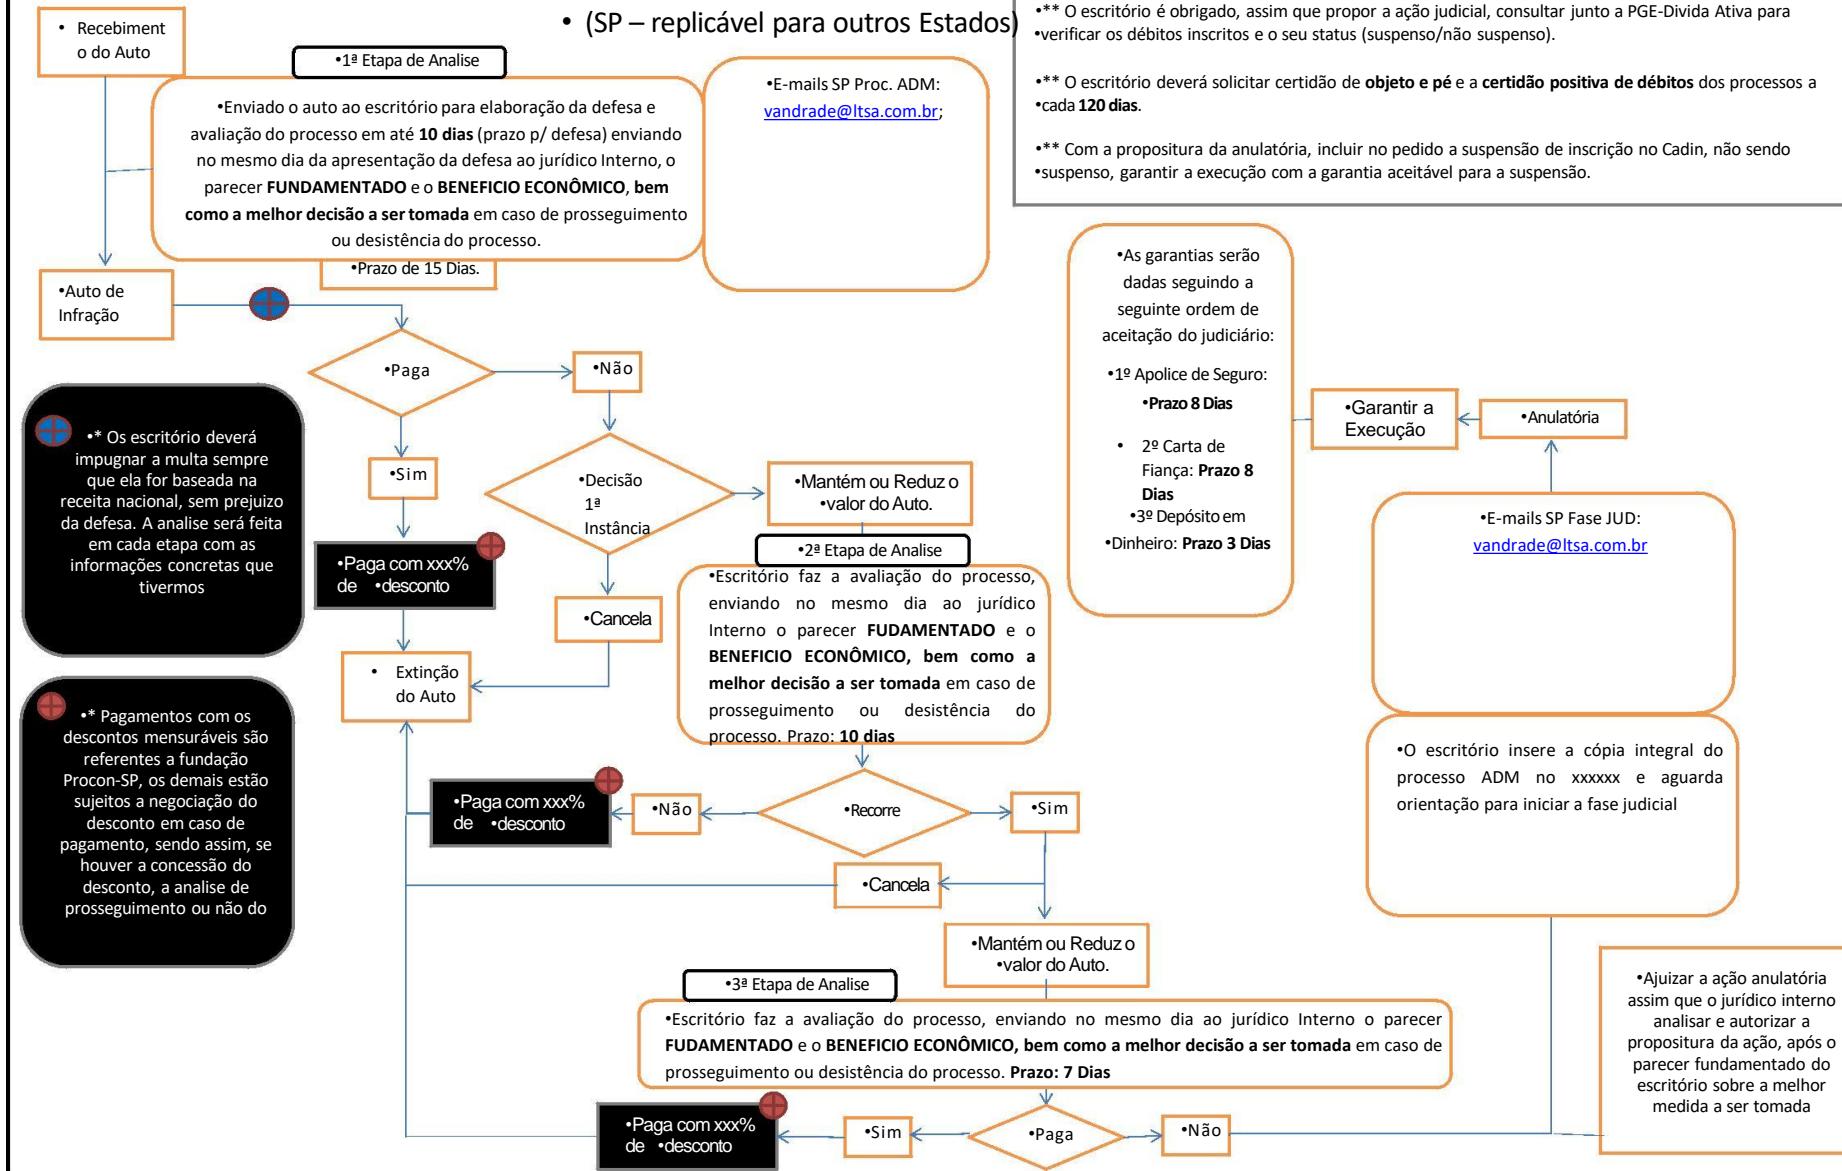 • (SP – replicável para outros Estados)
• Recebiment
o do Auto
•1ª Etapa de Analise
•Enviado o auto ao escritório para elaboração da defesa e
avaliação do processo em até 10 dias (prazo p/ defesa) enviando
no mesmo dia da apresentação da defesa ao jurídico Interno, o
parecer FUNDAMENTADO e o BENEFICIO ECONÔMICO, bem
como a melhor decisão a ser tomada em caso de prosseguimento
ou desistência do processo.
•Prazo de 15 Dias.
•E-mails SP Proc. ADM:
vandrade@ltsa.com.br;
•** O escritório é obrigado, assim que propor a ação judicial, consultar junto a PGE-Divida Ativa para
•verificar os débitos inscritos e o seu status (suspenso/não suspenso).
•** O escritório deverá solicitar certidão de objeto e pé e a certidão positiva de débitos dos processos a
•cada 120 dias.
•** Com a propositura da anulatória, incluir no pedido a suspensão de inscrição no Cadin, não sendo
•suspenso, garantir a execução com a garantia aceitável para a suspensão.
•Auto de
Infração
•Paga
•Não
•Sim
•Decisão
1ª
Instância
•Mantém ou Reduz o
•valor do Auto.
•Paga com xxx%
de •desconto
•Cancela
• Extinção
do Auto
•* Os escritório deverá
impugnar a multa sempre
que ela for baseada na
receita nacional, sem prejuizo
da defesa. A analise será feita
em cada etapa com as
informações concretas que
tivermos
•* Pagamentos com os
descontos mensuráveis são
referentes a fundação
Procon-SP, os demais estão
sujeitos a negociação do
desconto em caso de
pagamento, sendo assim, se
houver a concessão do
desconto, a analise de
prosseguimento ou não do
•2ª Etapa de Analise
•Escritório faz a avaliação do processo,
enviando no mesmo dia ao jurídico
Interno o parecer FUDAMENTADO e o
BENEFICIO ECONÔMICO, bem como a
melhor decisão a ser tomada em caso de
prosseguimento ou desistência do
processo. Prazo: 10 dias
•As garantias serão
dadas seguindo a
seguinte ordem de
aceitação do judiciário:
•1º Apolice de Seguro:
•Prazo 8 Dias
• 2º Carta de
Fiança: Prazo 8
Dias
•3º Depósito em
•Dinheiro: Prazo 3 Dias
•Garantir a
Execução
•Anulatória
•E-mails SP Fase JUD:
vandrade@ltsa.com.br
•O escritório insere a cópia integral do
processo ADM no xxxxxx e aguarda
orientação para iniciar a fase judicial
•Paga com xxx%
de •desconto
•Não
•Recorre
•Sim
•Cancela
•Mantém ou Reduz o
•valor do Auto.
•3ª Etapa de Analise
•Escritório faz a avaliação do processo, enviando no mesmo dia ao jurídico Interno o parecer
FUDAMENTADO e o BENEFICIO ECONÔMICO, bem como a melhor decisão a ser tomada em caso de
prosseguimento ou desistência do processo. Prazo: 7 Dias
•Paga com xxx%
de •desconto
•Sim
•Paga
•Não
•Ajuizar a ação anulatória
assim que o jurídico interno
analisar e autorizar a
propositura da ação, após o
parecer fundamentado do
escritório sobre a melhor
medida a ser tomada